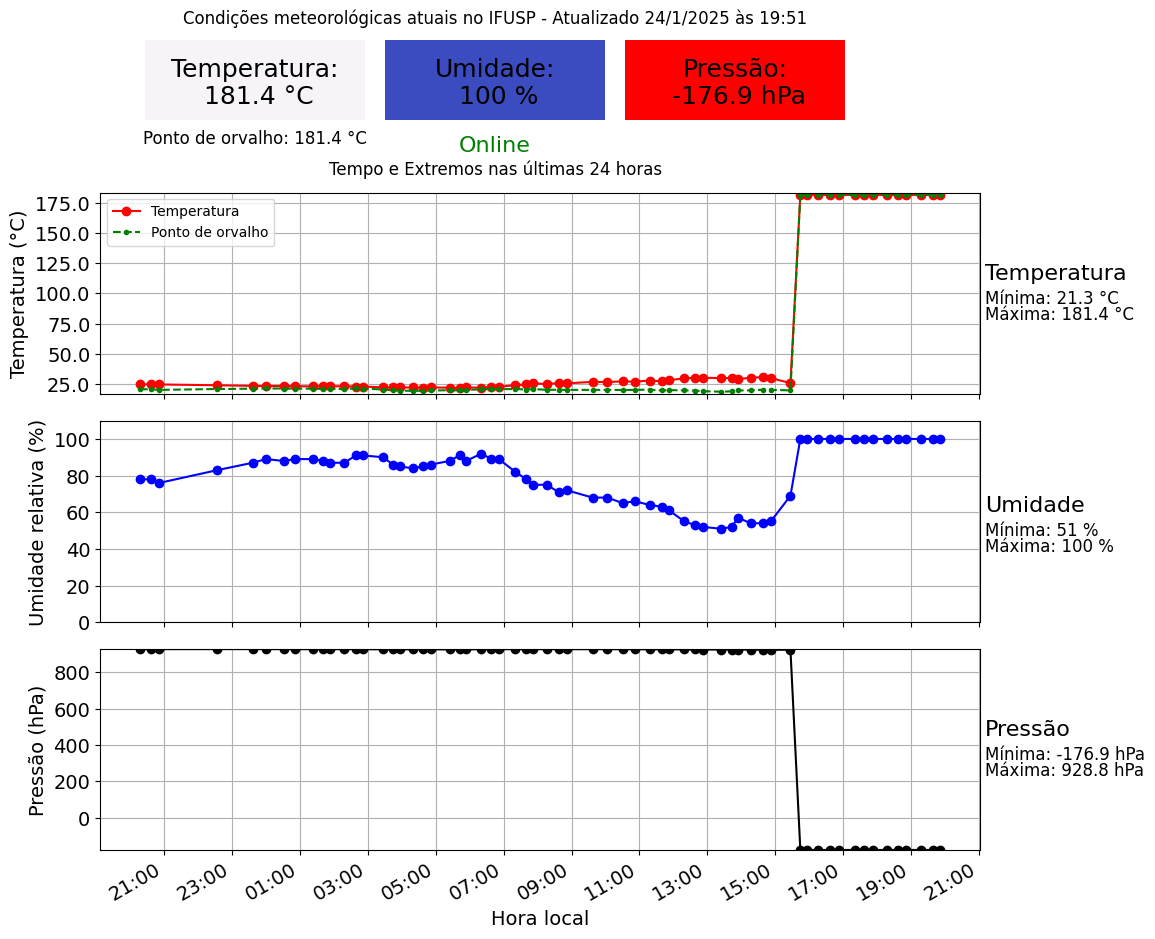 Condições meteorológicas atuais no IFUSP - Atualizado 24/1/2025 às 19:51
Temperatura:
181.4 °C
Umidade:
100 %
Pressão:
-176.9 hPa
Ponto de orvalho: 181.4 °C
Online
Tempo e Extremos nas últimas 24 horas
Temperatura (°C)
175.0
150.0
125.0
100.0
75.0
50.0
25.0
Temperatura
Ponto de orvalho
Temperatura
Mínima: 21.3 °C
Máxima: 181.4 °C
Umidade relativa (%)
100
80
60
40
20
0
Umidade
Mínima: 51 %
Máxima: 100 %
Pressão (hPa)
800
600
400
200
0
Pressão
Mínima: -176.9 hPa
Máxima: 928.8 hPa
21:00 23:00 01:00 03:00 05:00 07:00 09:00 11:00 13:00 15:00 17:00 19:00 21:00
Hora local